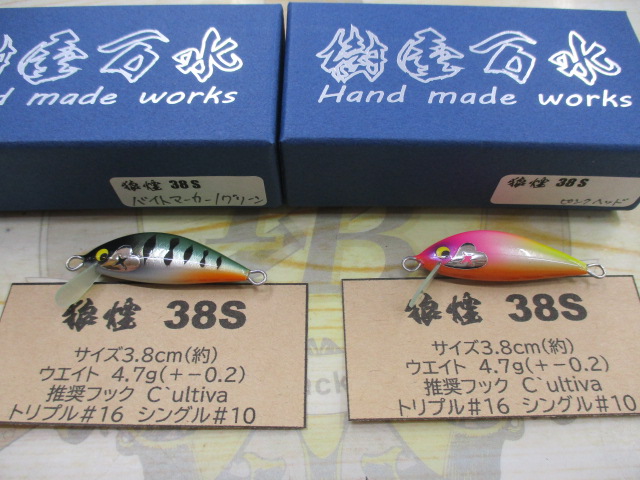 Hand made works
Hand made works
狼煙 38S
バイトマーカー/グリーン
狼煙 38S
ピンクヘッド
狼煙 38S
サイズ3.8cm(約)
ウエイト 4.7g(+-0.2)
推奨フック C`ultiva
トリプル#16 シングル#10
狼煙 38S
サイズ3.8cm(約)
ウエイト 4.7g(+-0.2)
推奨フック C`ultiva
トリプル#16 シングル#10